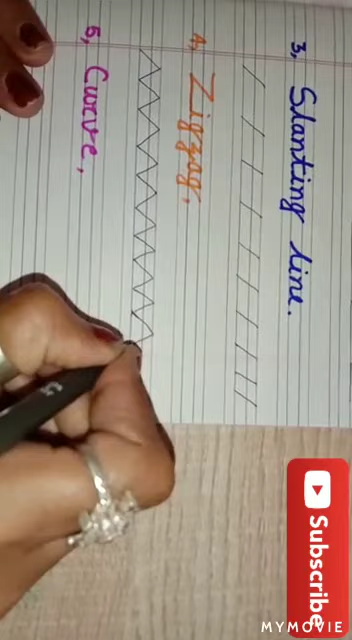 3, Slanting line.
4, Zigzag.
5, Curve,
Subscribe
MYMOVIE